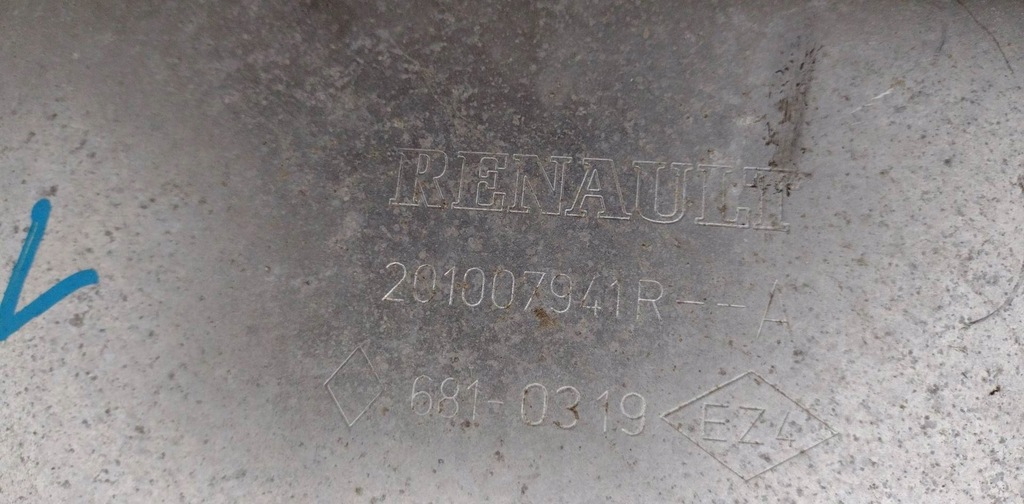 RENAULT
201007941R---A
681-0319 EZ4